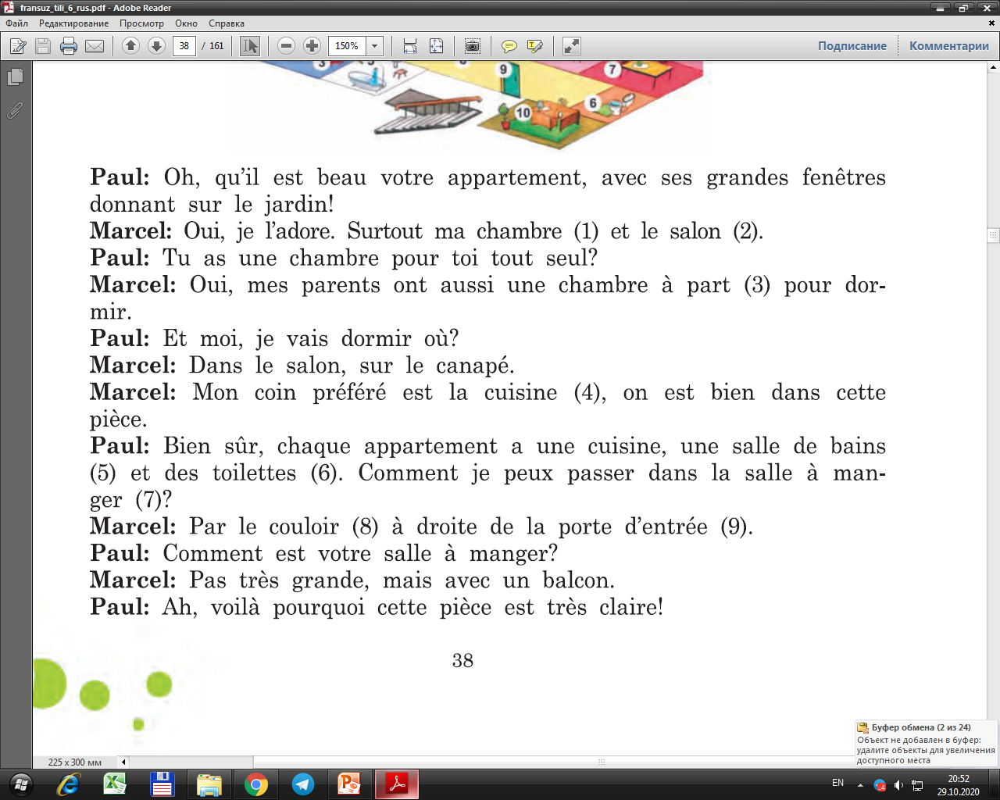 fransuz_tili_6_rus.pdf - Adobe Reader
Файл Редактирование Просмотр Окно Справка
38 / 161 150% Подписание Комментарии
3 5 8 9 7
10 6
Paul: Oh, qu’il est beau votre appartement, avec ses grandes fenêtres
donnant sur le jardin!
Marcel: Oui, je l’adore. Surtout ma chambre (1) et le salon (2).
Paul: Tu as une chambre pour toi tout seul?
Marcel: Oui, mes parents ont aussi une chambre à part (3) pour dor-
mir.
Paul: Et moi, je vais dormir où?
Marcel: Dans le salon, sur le canapé.
Marcel: Mon coin préféré est la cuisine (4), on est bien dans cette
pièce.
Paul: Bien sûr, chaque appartement a une cuisine, une salle de bains
(5) et des toilettes (6). Comment je peux passer dans la salle à man-
ger (7)?
Marcel: Par le couloir (8) à droite de la porte d’entrée (9).
Paul: Comment est votre salle à manger?
Marcel: Pas très grande, mais avec un balcon.
Paul: Ah, voilà pourquoi cette pièce est très claire!
38
Буфер обмена (2 из 24)
Объект не добавлен в буфер:
удалите объекты для увеличения
доступного места
225 x 300 мм
EN 20:52
29.10.2020